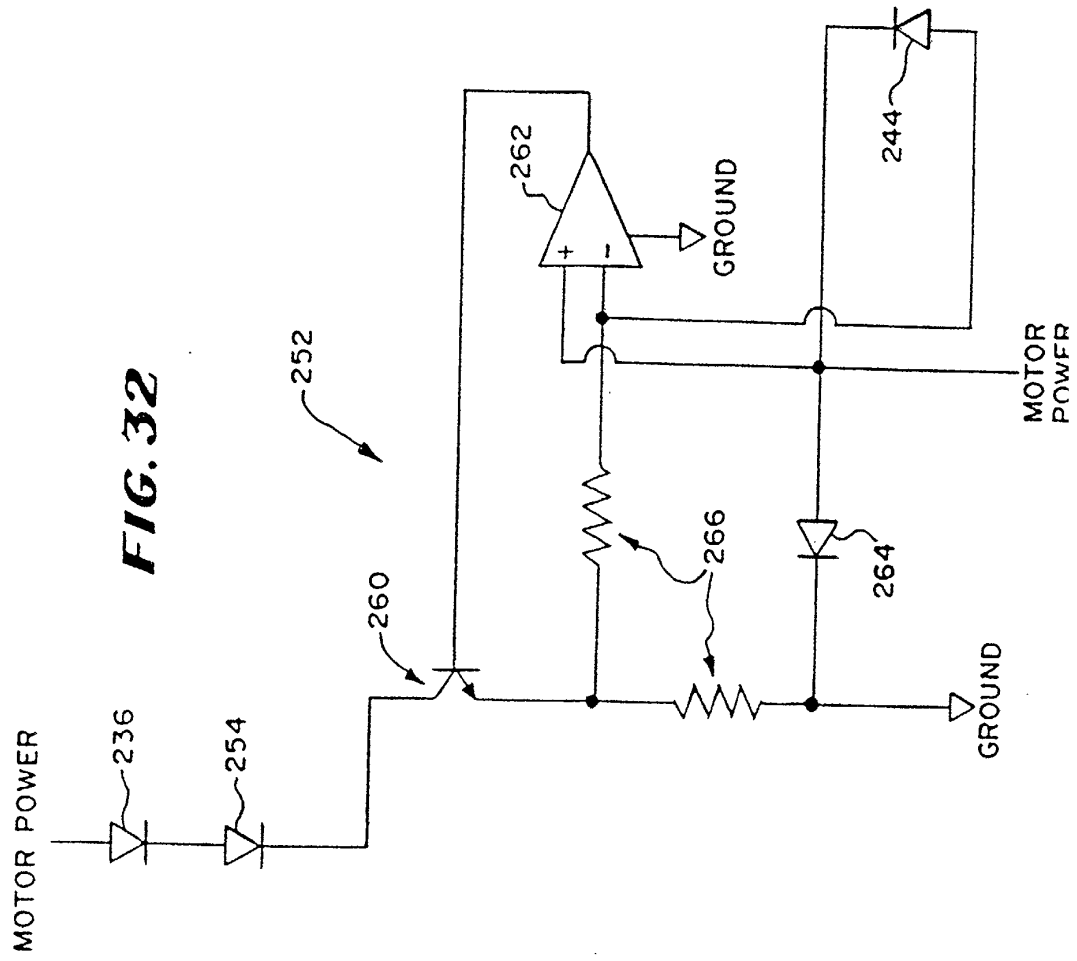 MOTOR POWER
236
FIG. 32
254
252
260
262
+
−
266
GROUND
264
244
GROUND
MOTOR
POWER